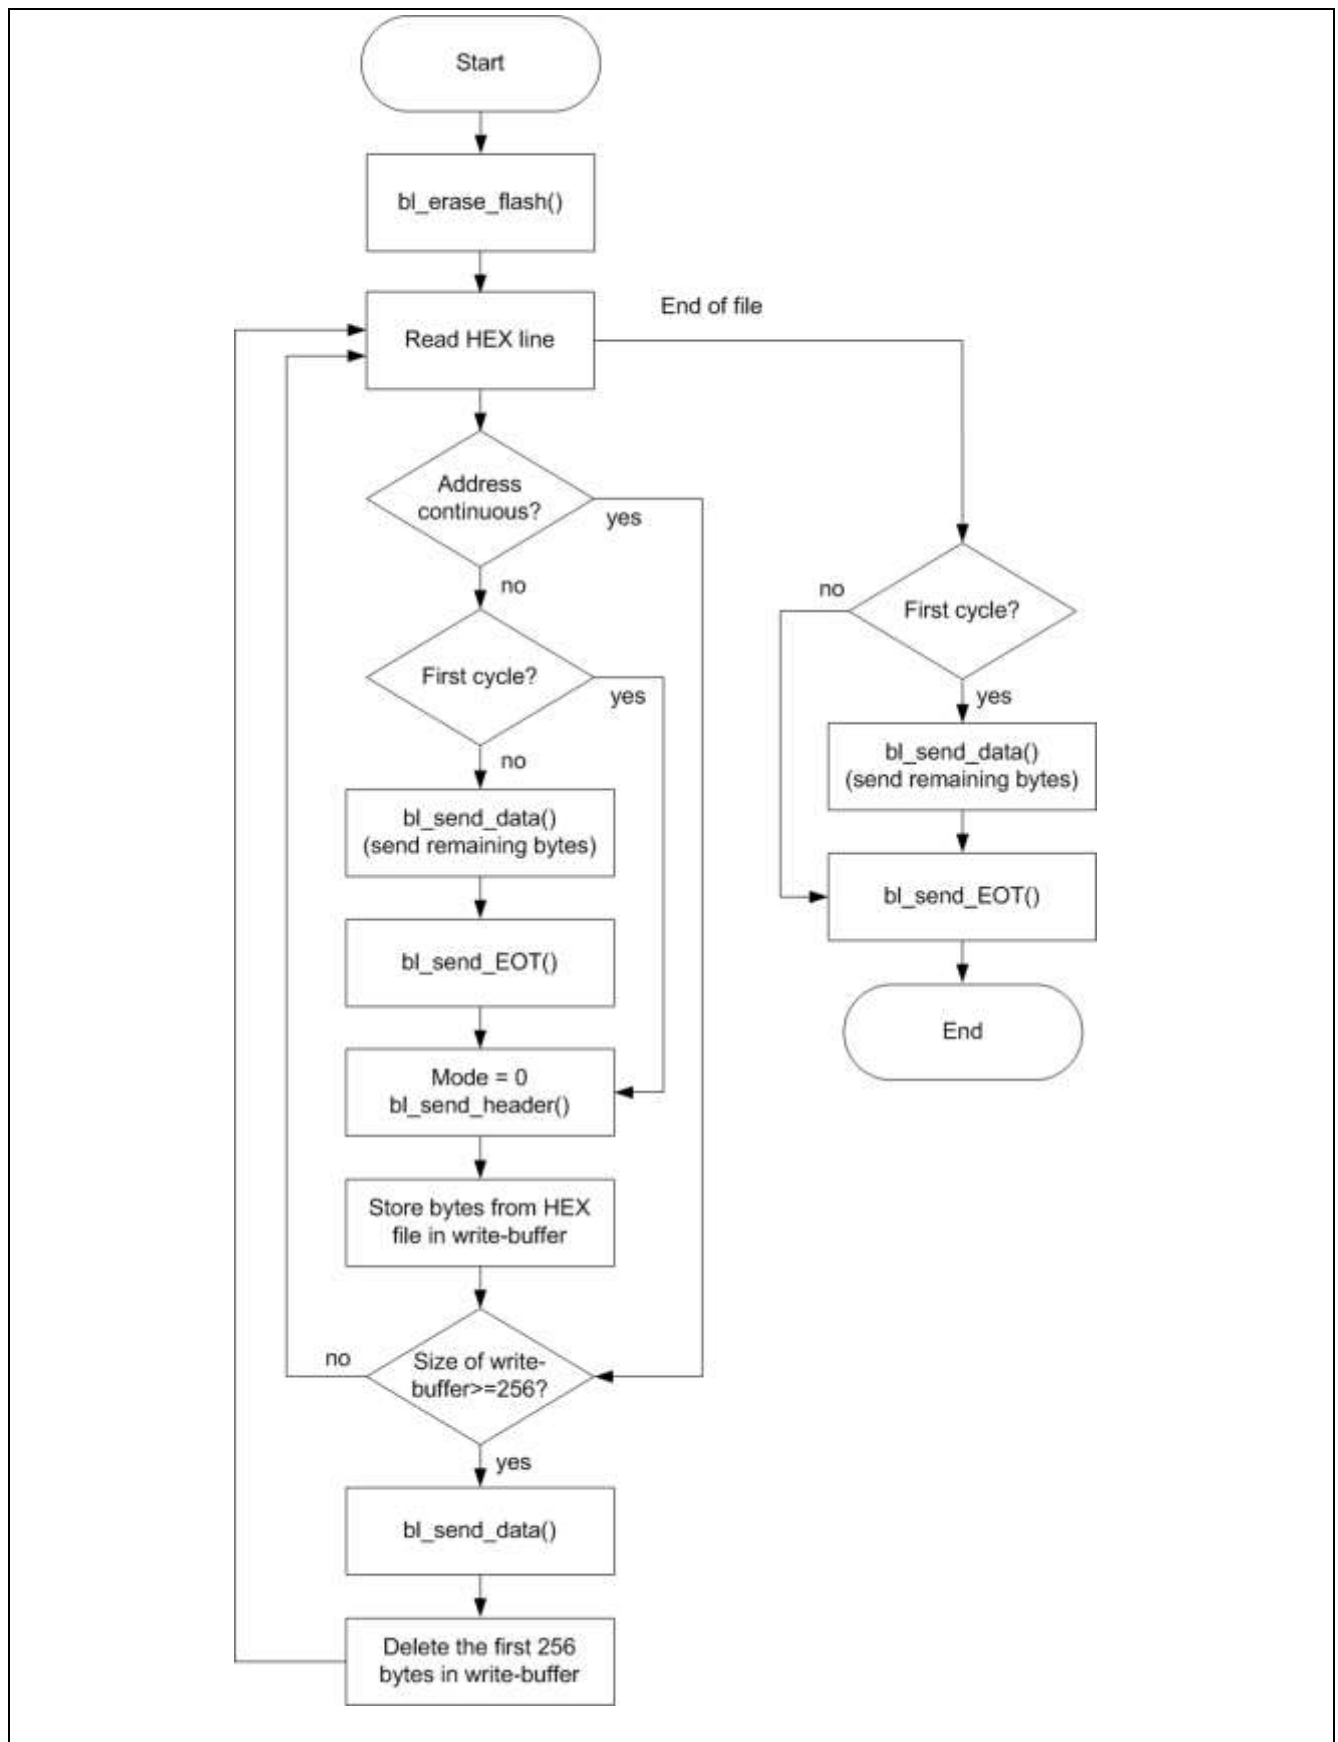 Start
bl_erase_flash()
Read HEX line
End of file
Address
continuous?
yes
no
First cycle?
yes
no
bl_send_data()
(send remaining bytes)
bl_send_EOT()
Mode = 0
bl_send_header()
Store bytes from HEX
file in write-buffer
Size of write-
buffer>=256?
no
yes
bl_send_data()
Delete the first 256
bytes in write-buffer
First cycle?
no
yes
bl_send_data()
(send remaining bytes)
bl_send_EOT()
End